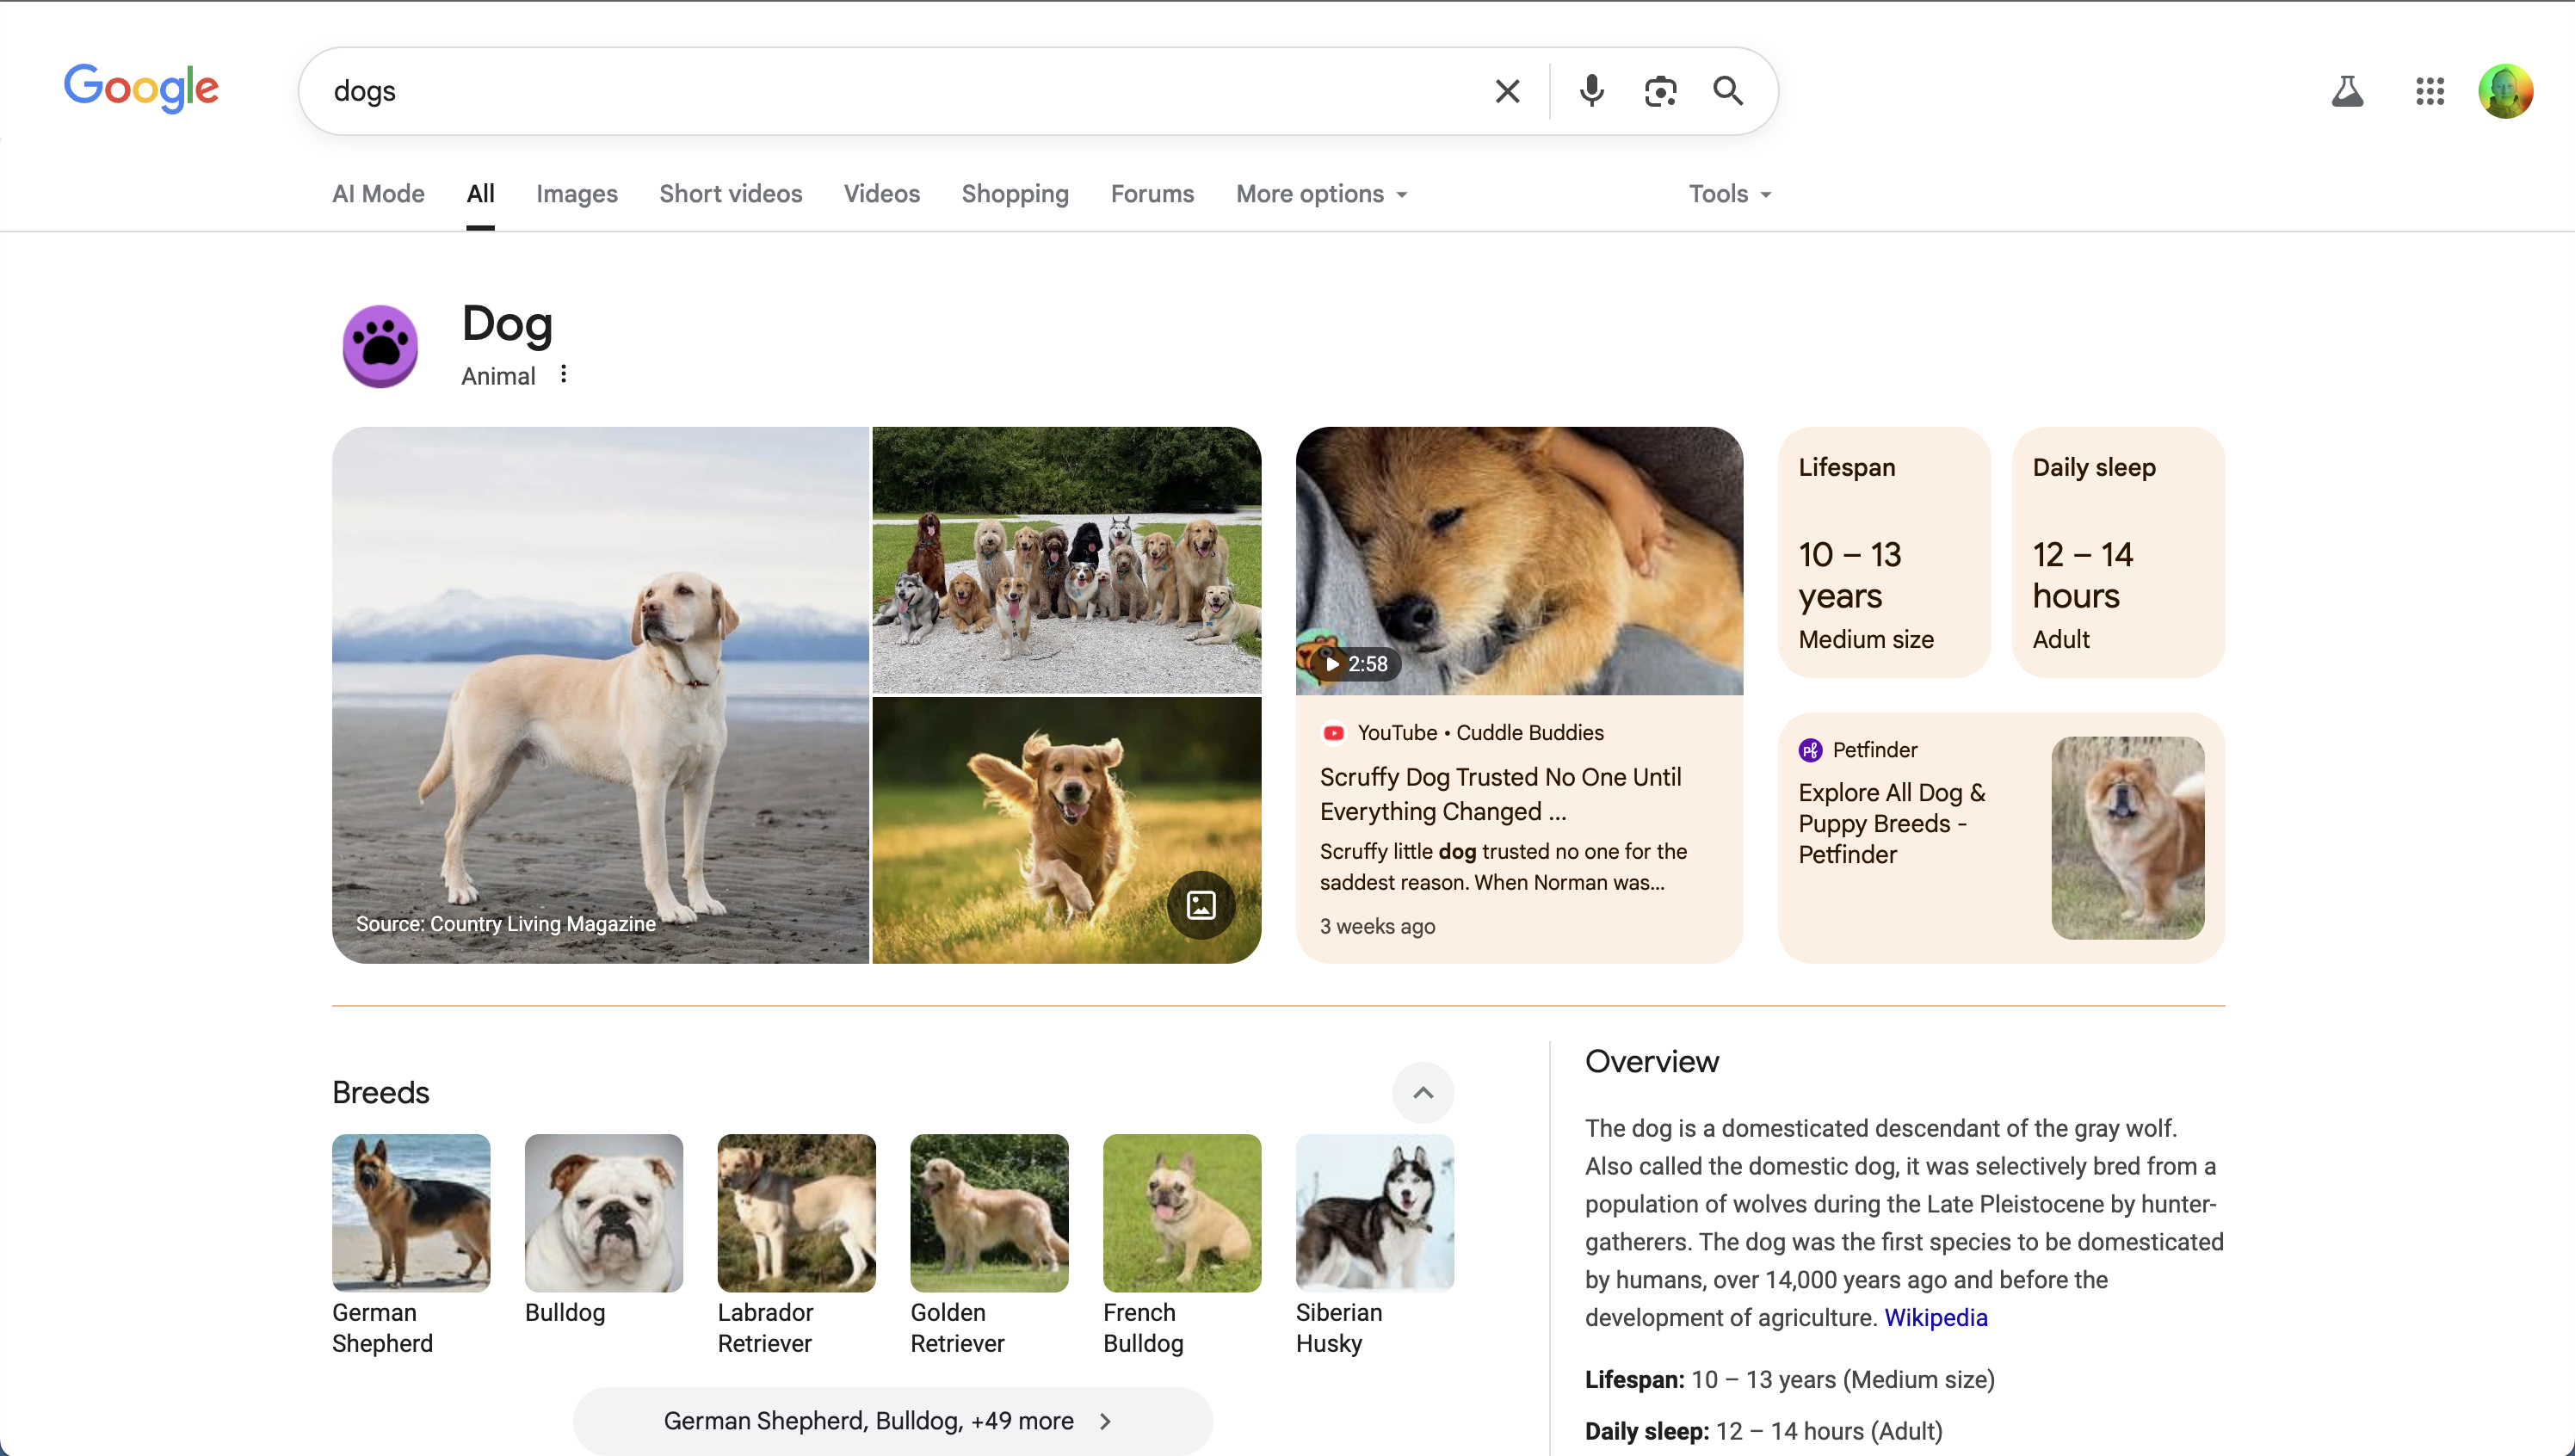 Google
dogs
AI Mode
All
Images
Short videos
Videos
Shopping
Forums
More options
Tools
Dog
Animal
Source: Country Living Magazine
2:58
YouTube • Cuddle Buddies
Scruffy Dog Trusted No One Until
Everything Changed ...
Scruffy little dog trusted no one for the
saddest reason. When Norman was...
3 weeks ago
Lifespan
10 – 13
years
Medium size
Daily sleep
12 – 14
hours
Adult
Pf Petfinder
Explore All Dog &
Puppy Breeds -
Petfinder
Breeds
German
Shepherd
Bulldog
Labrador
Retriever
Golden
Retriever
French
Bulldog
Siberian
Husky
German Shepherd, Bulldog, +49 more
Overview
The dog is a domesticated descendant of the gray wolf.
Also called the domestic dog, it was selectively bred from a
population of wolves during the Late Pleistocene by hunter-
gatherers. The dog was the first species to be domesticated
by humans, over 14,000 years ago and before the
development of agriculture. Wikipedia
Lifespan: 10 – 13 years (Medium size)
Daily sleep: 12 – 14 hours (Adult)